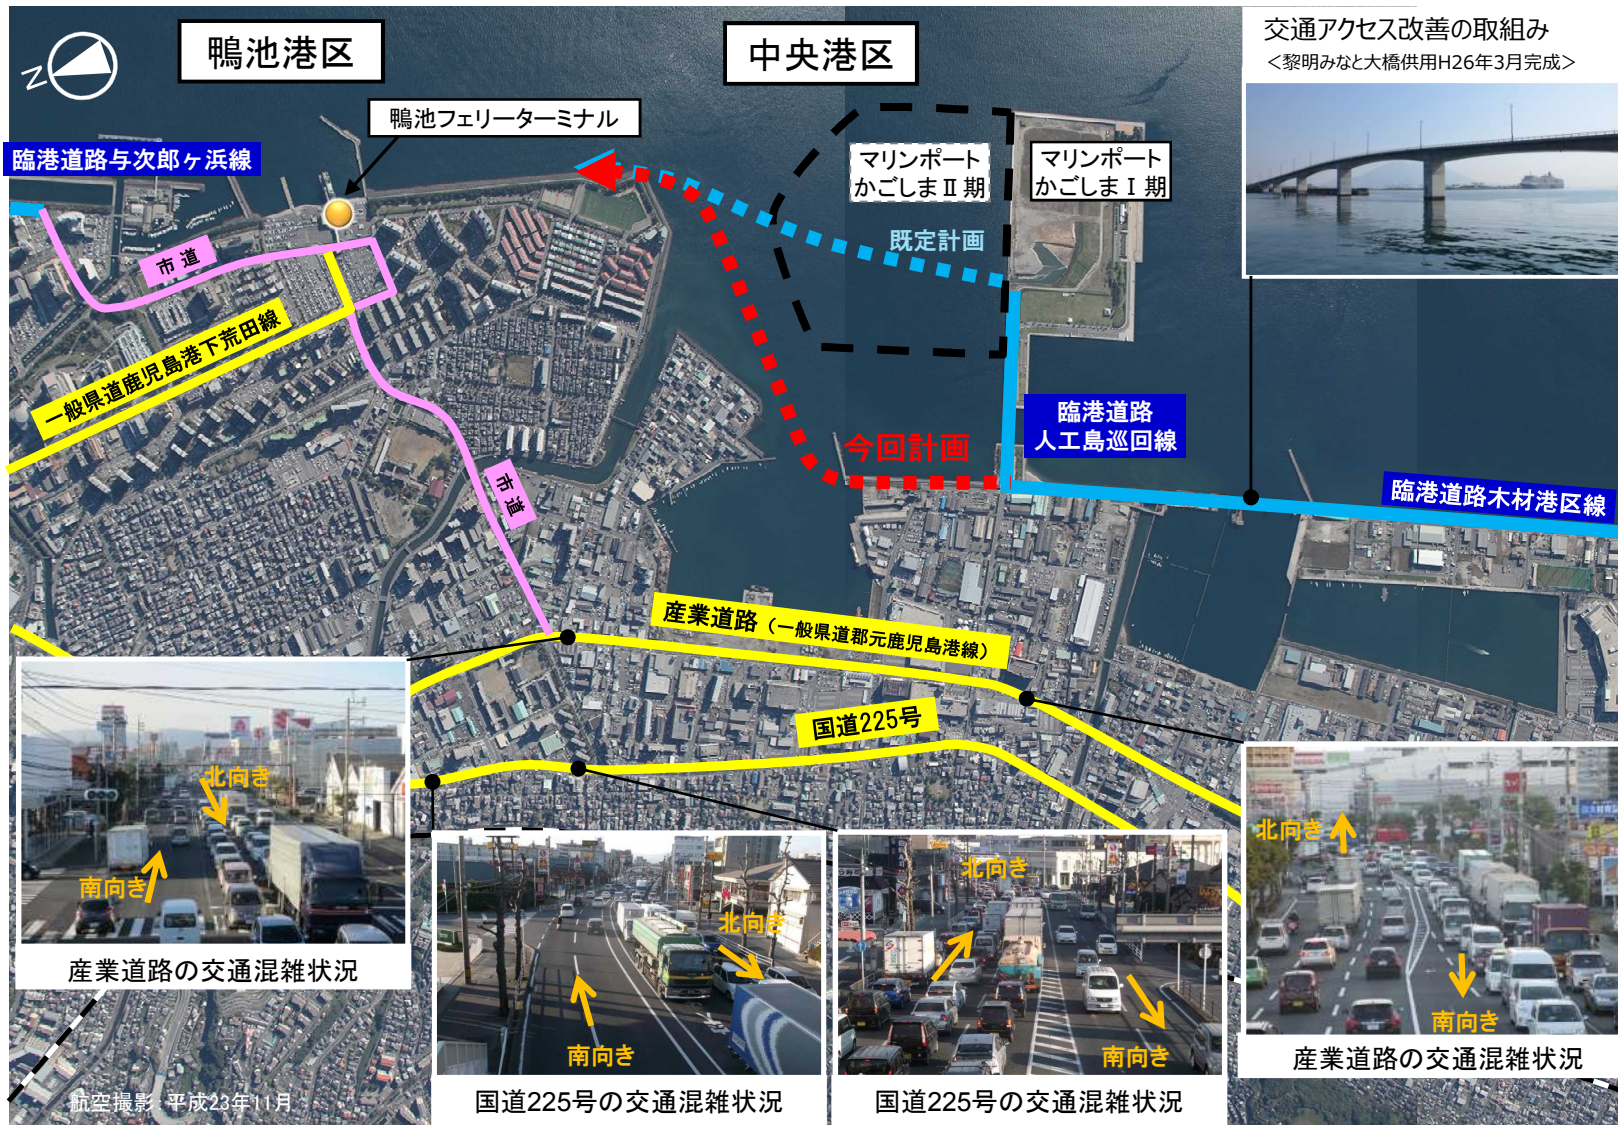 鴨池港区
中央港区
交通アクセス改善の取組み
＜黎明みなと大橋供用H26年3月完成＞
N
鴨池フェリーターミナル
臨港道路与次郎ヶ浜線
マリンポート
かごしまⅡ期
マリンポート
かごしまⅠ期
既定計画
市道
一般県道鹿児島港下荒田線
今回計画
臨港道路
人工島巡回線
臨港道路木材港区線
市道
産業道路（一般県道郡元鹿児島港線）
国道225号
北向き
南向き
産業道路の交通混雑状況
北向き
南向き
国道225号の交通混雑状況
北向き
南向き
国道225号の交通混雑状況
北向き
南向き
産業道路の交通混雑状況
航空撮影：平成23年11月